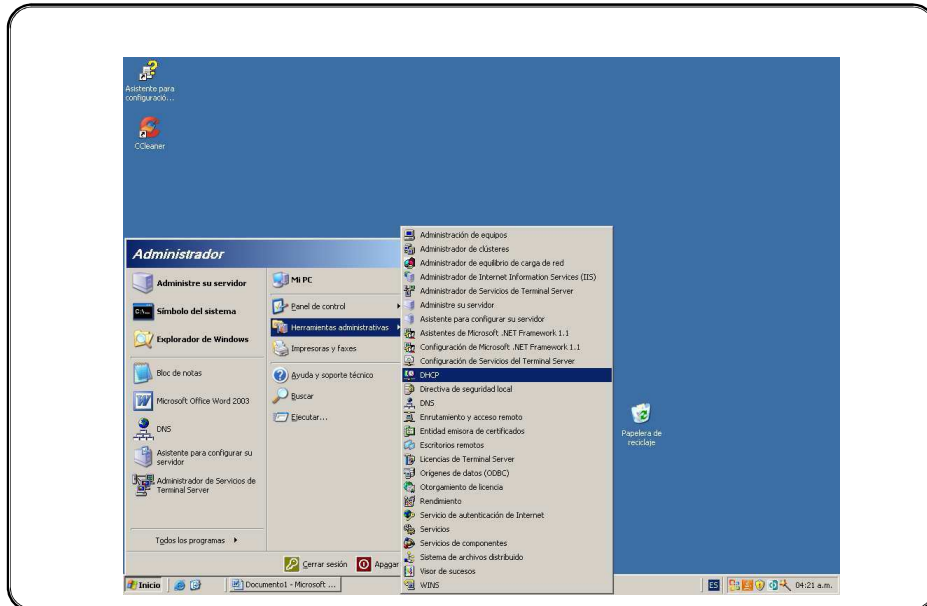 Asistente para
configuració...
CCleaner
Administrador
Administre su servidor
Símbolo del sistema
Explorador de Windows
Bloc de notas
Microsoft Office Word 2003
DNS
Asistente para configurar su
servidor
Administrador de Servicios de
Terminal Server
Todos los programas
Mi PC
Panel de control
Herramientas administrativas
Impresoras y faxes
Ayuda y soporte técnico
Buscar
Ejecutar...
Cerrar sesión
Apagar
Administración de equipos
Administrador de clústeres
Administrador de equilibrio de carga de red
Administrador de Internet Information Services (IIS)
Administrador de Servicios de Terminal Server
Administre su servidor
Asistente para configurar su servidor
Asistentes de Microsoft .NET Framework 1.1
Configuración de Microsoft .NET Framework 1.1
Configuración de Servicios del Terminal Server
DHCP
Directiva de seguridad local
DNS
Enrutamiento y acceso remoto
Entidad emisora de certificados
Escritorios remotos
Licencias de Terminal Server
Orígenes de datos (ODBC)
Otorgamiento de licencia
Rendimiento
Servicio de autenticación de Internet
Servicios
Servicios de componentes
Sistema de archivos distribuido
Visor de sucesos
WINS
Papelera de
reciclaje
Inicio
Documento1 - Microsoft ...
ES
04:21 a.m.